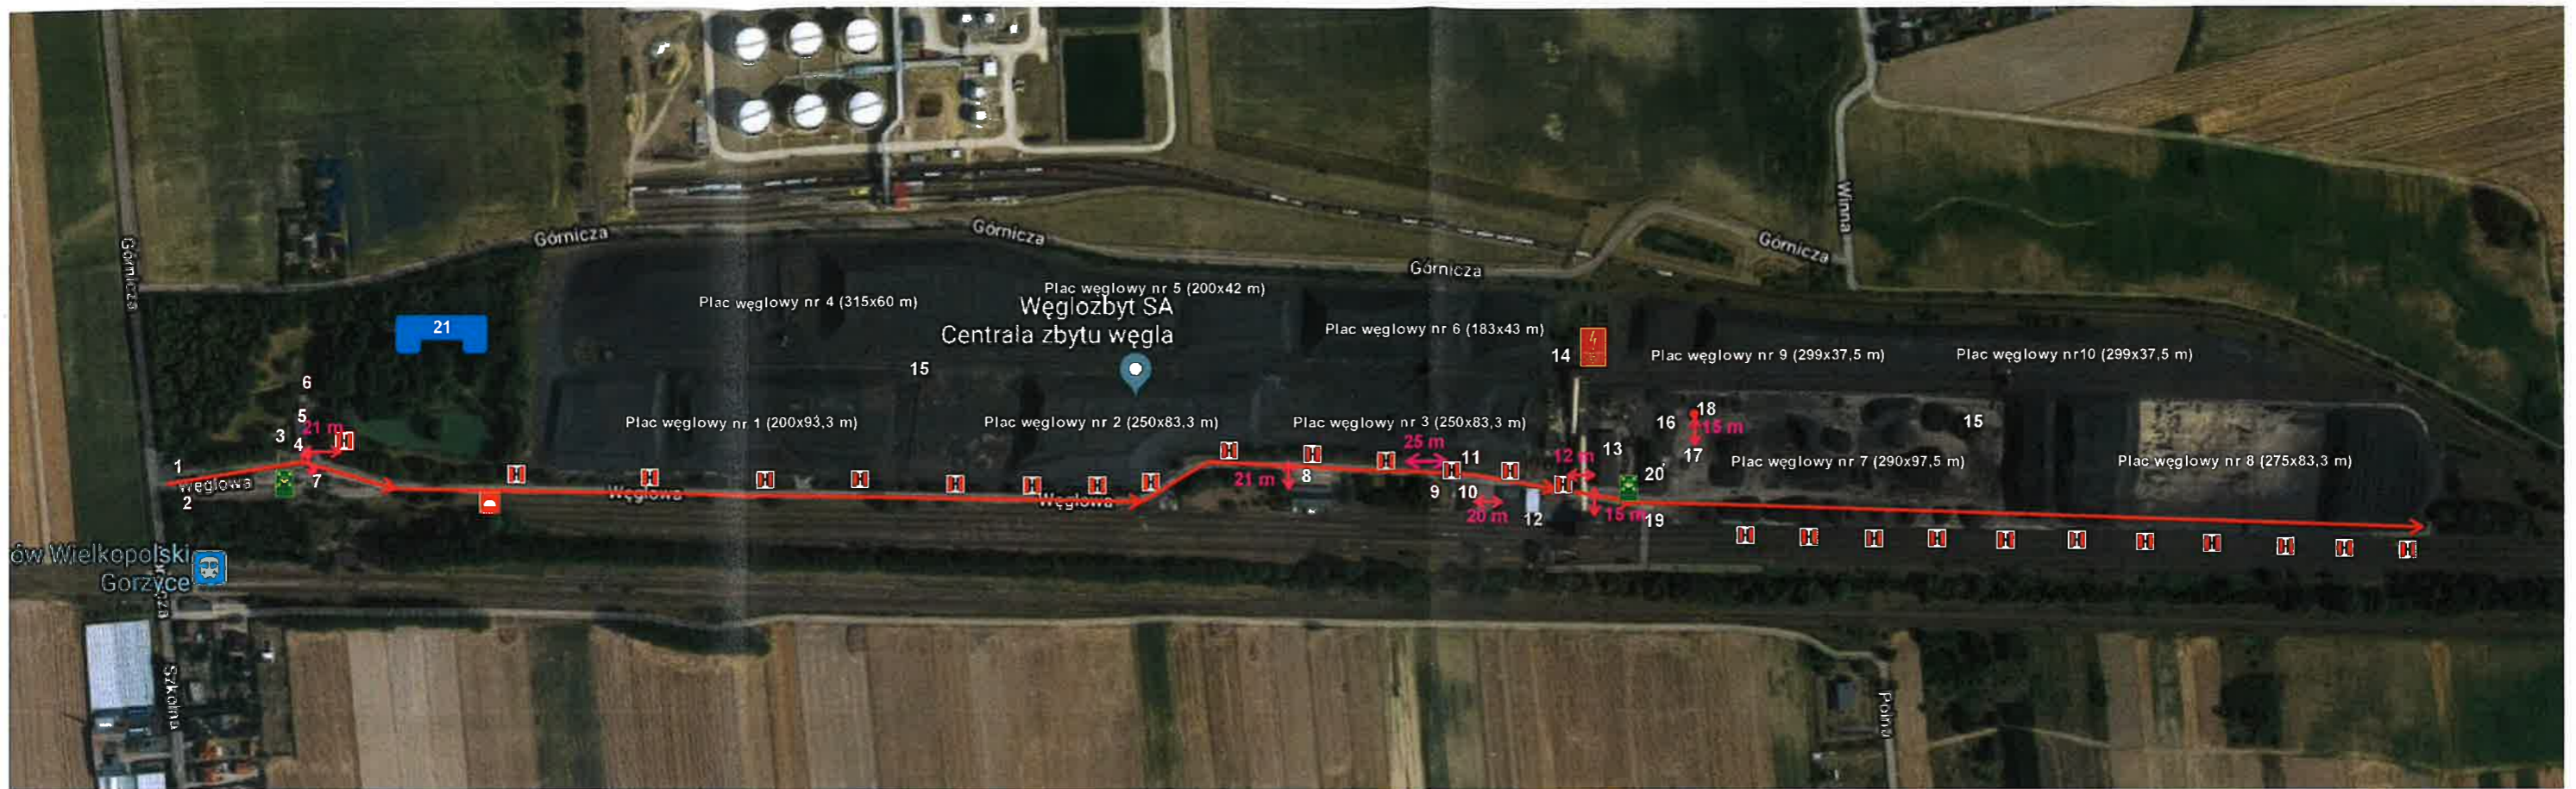 Górnicza
Górnicza
Górnicza
Górnicza
Górnicza
Winna
Plac węglowy nr 4 (315x60 m)
Plac węglowy nr 5 (200x42 m)
Węglozbyt SA
Centrala zbytu węgla
Plac węglowy nr 6 (183x43 m)
14
Plac węglowy nr 9 (299x37,5 m)
Plac węglowy nr10 (299x37,5 m)
21
15
6
5
21 m
3
4
Plac węglowy nr 1 (200x93,3 m)
Plac węglowy nr 2 (250x83,3 m)
Plac węglowy nr 3 (250x83,3 m)
25 m
11
12 m
13
16
18
15 m
17
15
Plac węglowy nr 7 (290x97,5 m)
Plac węglowy nr 8 (275x83,3 m)
1
Węglowa
2
7
Węglowa
Węglowa
21 m
8
9
10
20 m
12
15 m
20
19
ów Wielkopolski
Gorzyce
Szkolna
Polna